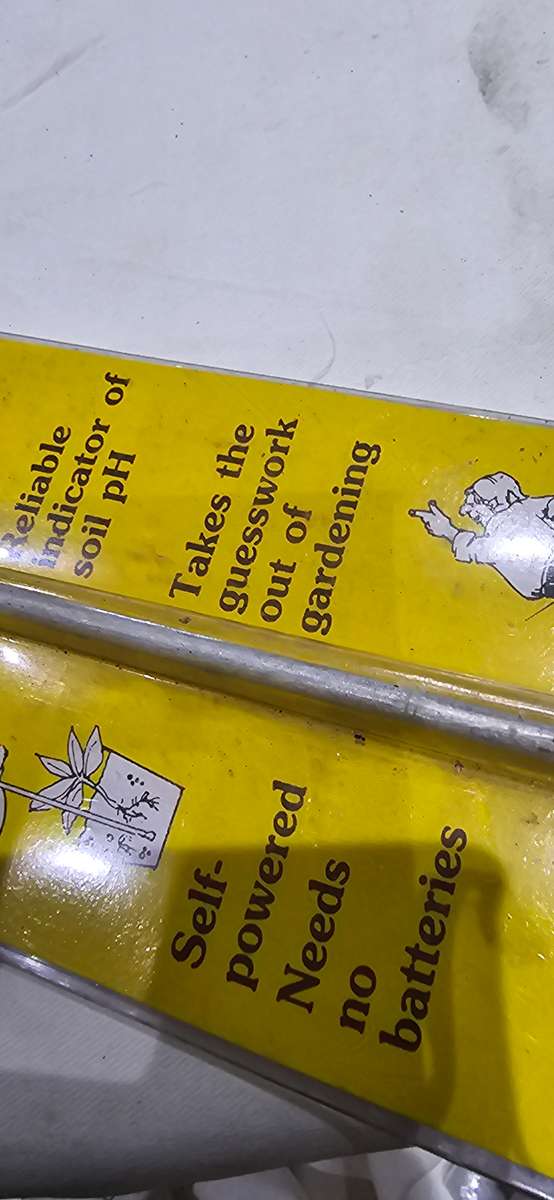 Reliable
indicator of
soil pH
Takes the
guesswork
out of
gardening
Self-
powered
Needs
no
batteries